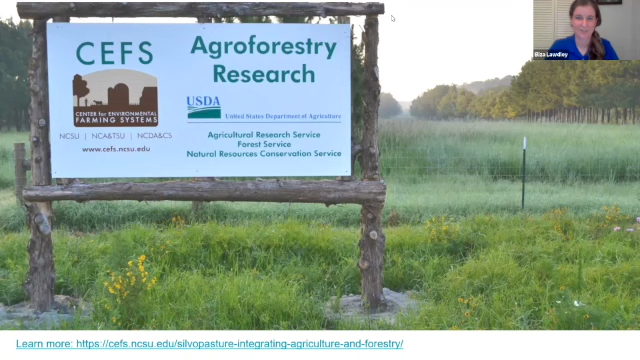 CEFS
CENTER for ENVIRONMENTAL
FARMING SYSTEMS
NCSU | NCA&TSU | NCDA&CS
www.cefs.ncsu.edu
Agroforestry
Research
USDA
United States Department of Agriculture
Agricultural Research Service
Forest Service
Natural Resources Conservation Service
Learn more: https://cefs.ncsu.edu/silvopasture-integrating-agriculture-and-forestry/